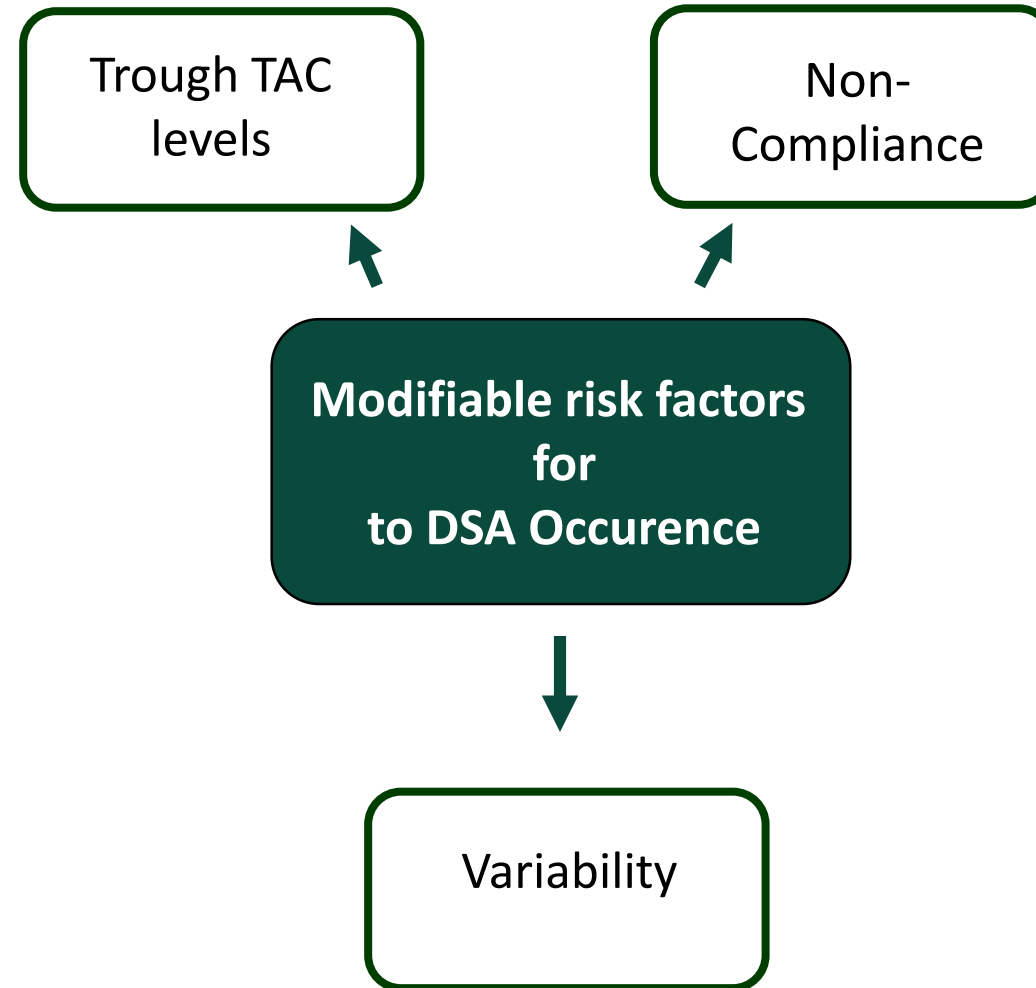 Trough TAC
levels
Non-
Compliance
Modifiable risk factors
for
to DSA Occurence
Variability